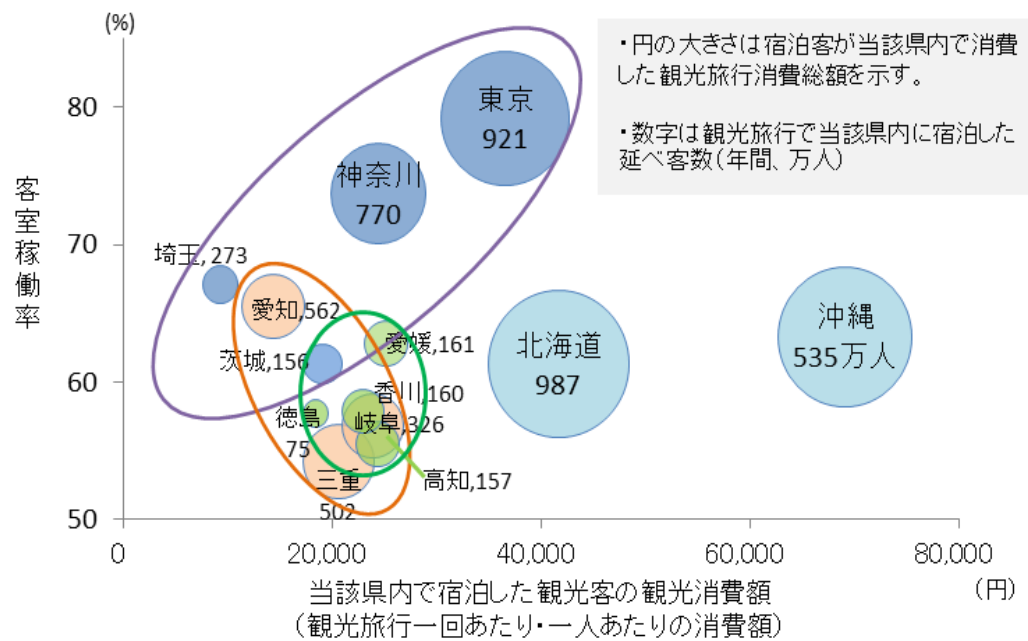 (%)
・円の大きさは宿泊客が当該県内で消費
した観光旅行消費総額を示す。
・数字は観光旅行で当該県内に宿泊した
延べ客数(年間、万人)
客室稼働率
80
70
60
50
東京
921
神奈川
770
埼玉,273
愛知,562
茨城,156
愛媛,161
香川,160
徳島
75
岐阜,326
三重
502
高知,157
北海道
987
沖縄
535万人
0
20,000
40,000
60,000
80,000
当該県内で宿泊した観光客の観光消費額
(円)
(観光旅行一回あたり・一人あたりの消費額)